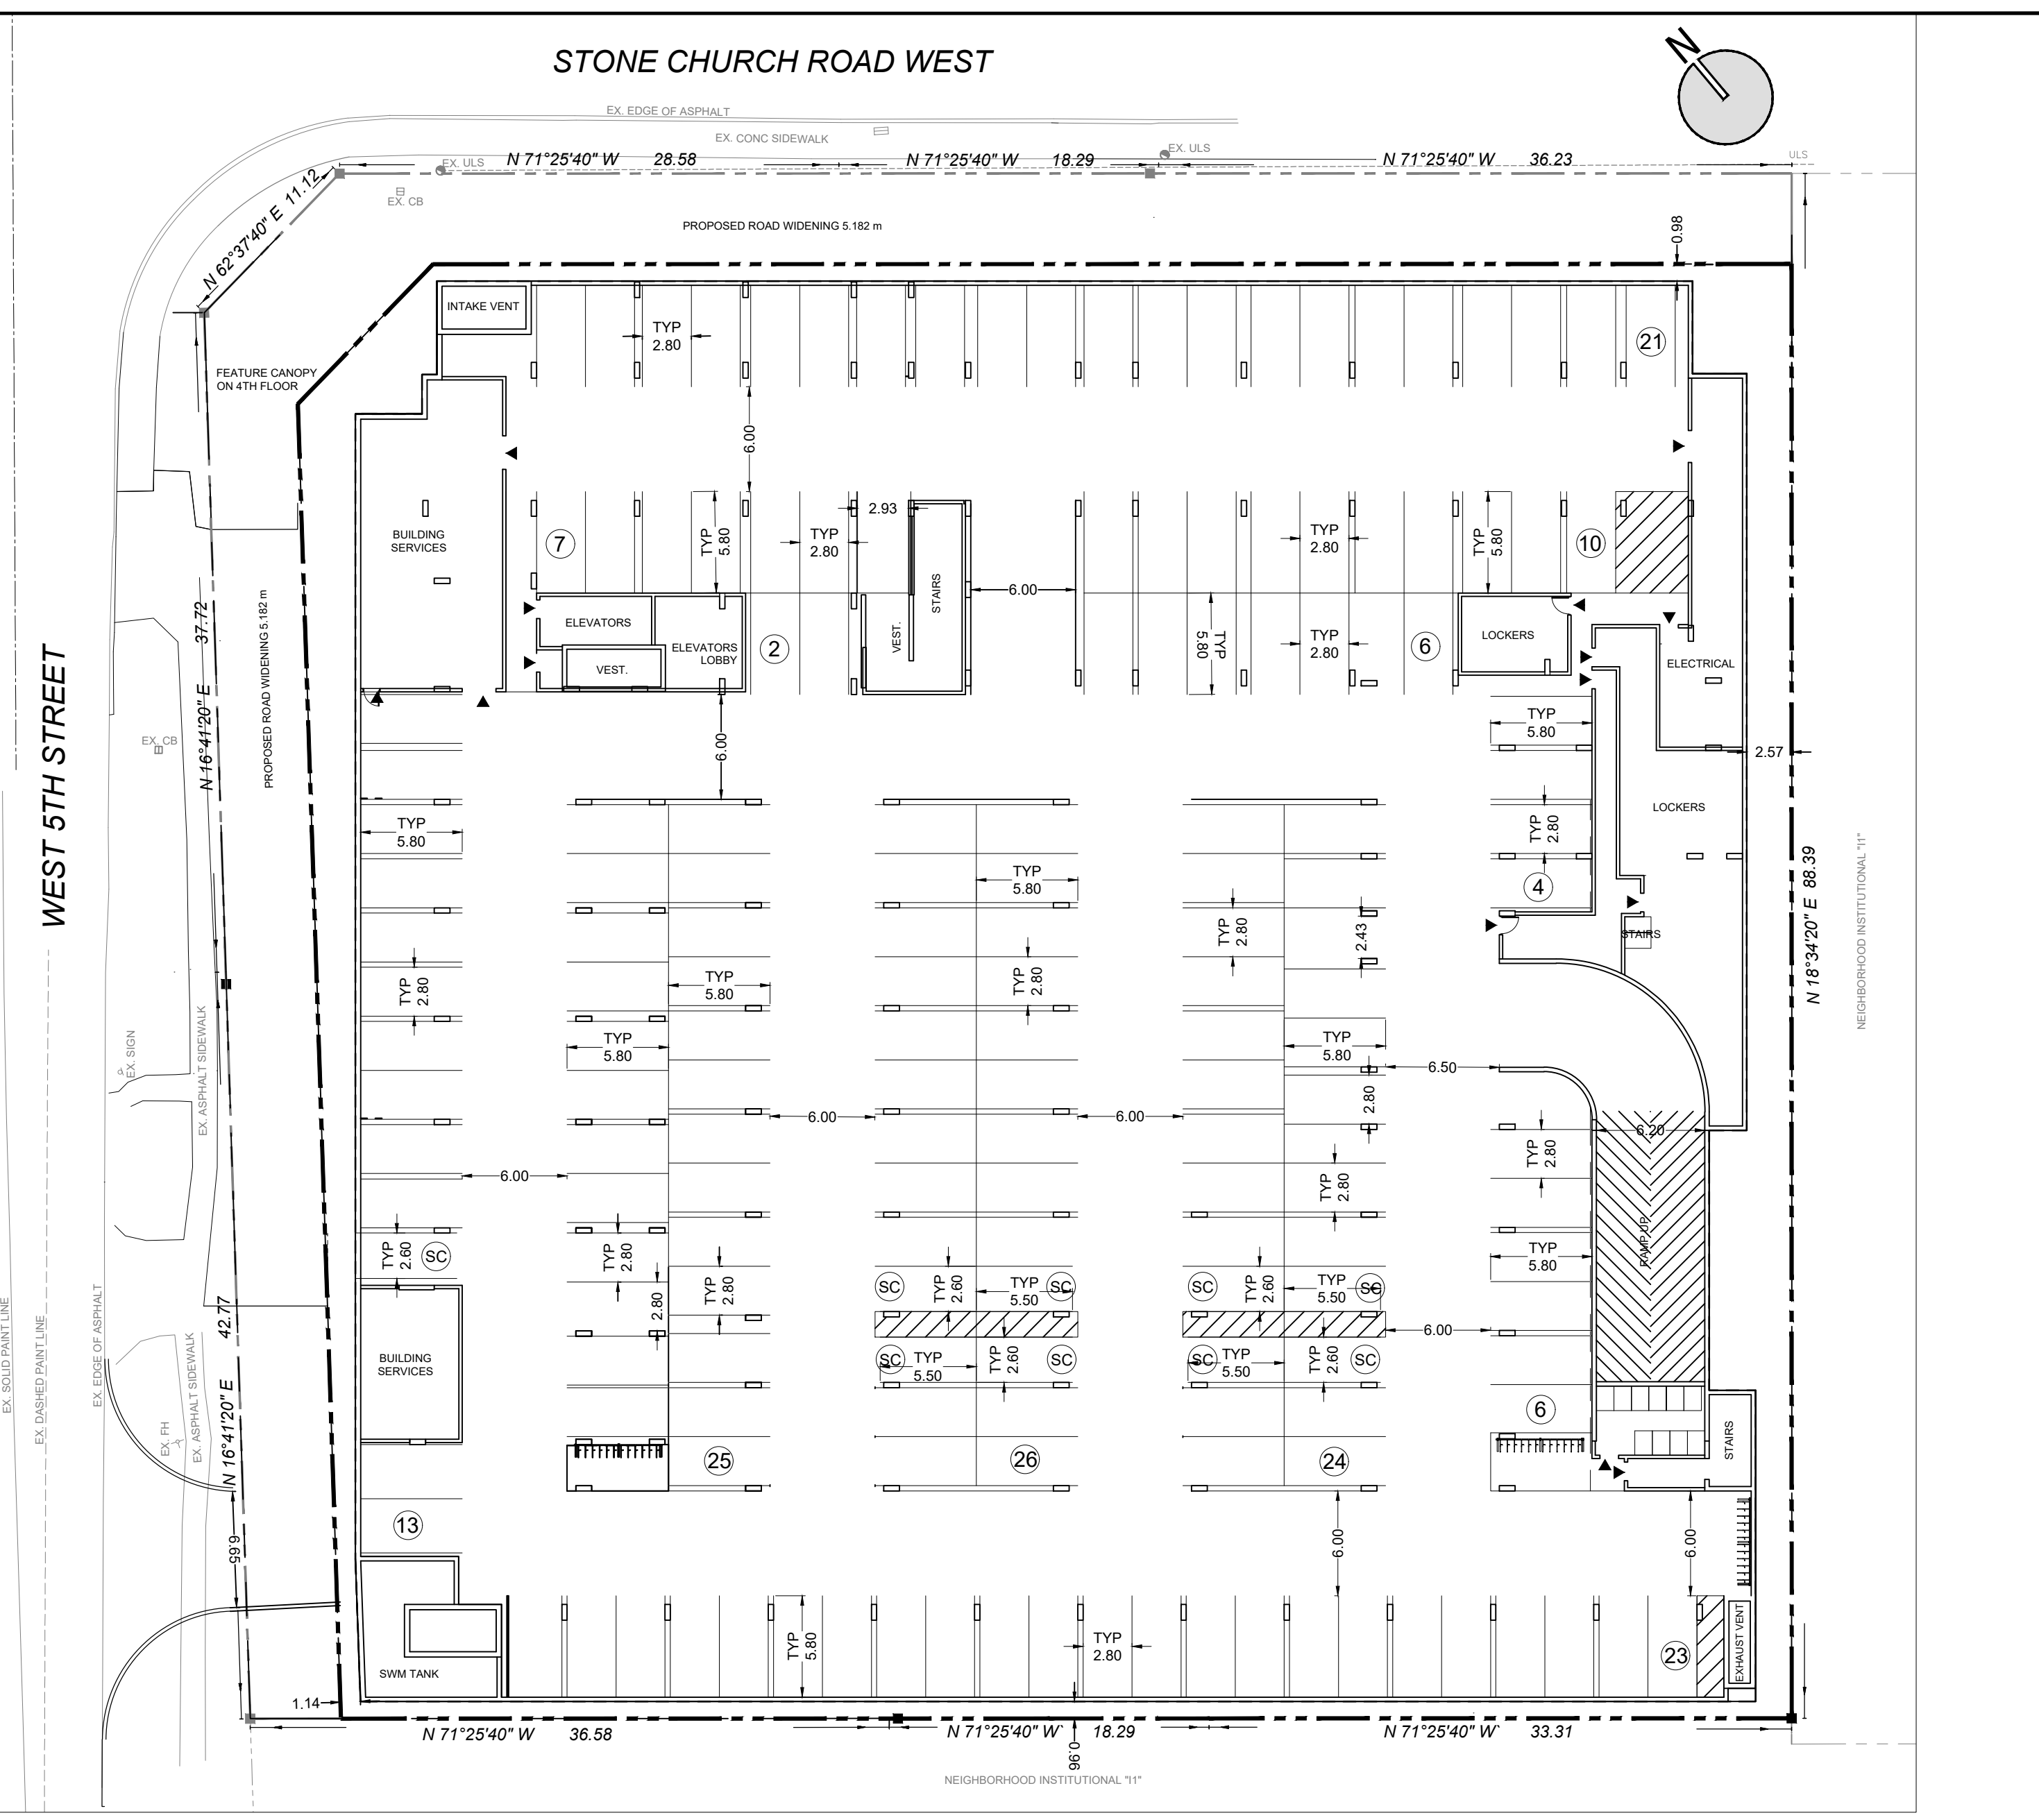 STONE CHURCH ROAD WEST
N
EX. EDGE OF ASPHALT
EX. CONC SIDEWALK
EX. ULS
N 71°25'40" W 28.58
N 71°25'40" W 18.29
EX. ULS
N 71°25'40" W 36.23
ULS
N 62°37'40" E 11.12
EX. CB
PROPOSED ROAD WIDENING 5.182 m
0.98
INTAKE VENT
TYP
2.80
21
FEATURE CANOPY
ON 4TH FLOOR
6.00
BUILDING
SERVICES
7
TYP
5.80
TYP
2.80
2.93
STAIRS
TYP
2.80
TYP
5.80
10
6.00
ELEVATORS
VEST.
ELEVATORS
LOBBY
2
VEST.
TYP
5.80
TYP
2.80
6
LOCKERS
ELECTRICAL
WEST 5TH STREET
N 16°41'20" E 37.72
PROPOSED ROAD WIDENING 5.182 m
EX. CB
6.00
TYP
5.80
2.57
TYP
5.80
TYP
2.80
LOCKERS
4
TYP
5.80
TYP
2.80
2.43
STAIRS
N 18°34'20" E 88.39
NEIGHBORHOOD INSTITUTIONAL "I1"
TYP
2.80
TYP
5.80
TYP
2.80
TYP
5.80
TYP
5.80
6.50
2.80
EX. SIGN
EX. ASPHALT SIDEWALK
6.00
6.00
6.20
TYP
2.80
6.00
TYP
2.80
TYP
2.60
SC
TYP
2.80
TYP
2.80
2.80
SC
TYP
2.60
TYP
5.50
SC
SC
TYP
2.60
TYP
5.50
SC
TYP
5.80
RAMP UP
6.00
SC
TYP
5.50
TYP
2.60
SC
SC
TYP
5.50
TYP
2.60
SC
BUILDING
SERVICES
6
STAIRS
25
26
24
13
EX. SOLID PAINT LINE
EX. DASHED PAINT LINE
EX. EDGE OF ASPHALT
EX. FH
EX. ASPHALT SIDEWALK
N 16°41'20" E 42.77
6.65
6.00
6.00
TYP
5.80
TYP
2.80
23
EXHAUST VENT
SWM TANK
1.14
N 71°25'40" W 36.58
N 71°25'40" W 18.29
N 71°25'40" W 33.31
0.96
NEIGHBORHOOD INSTITUTIONAL "I1"